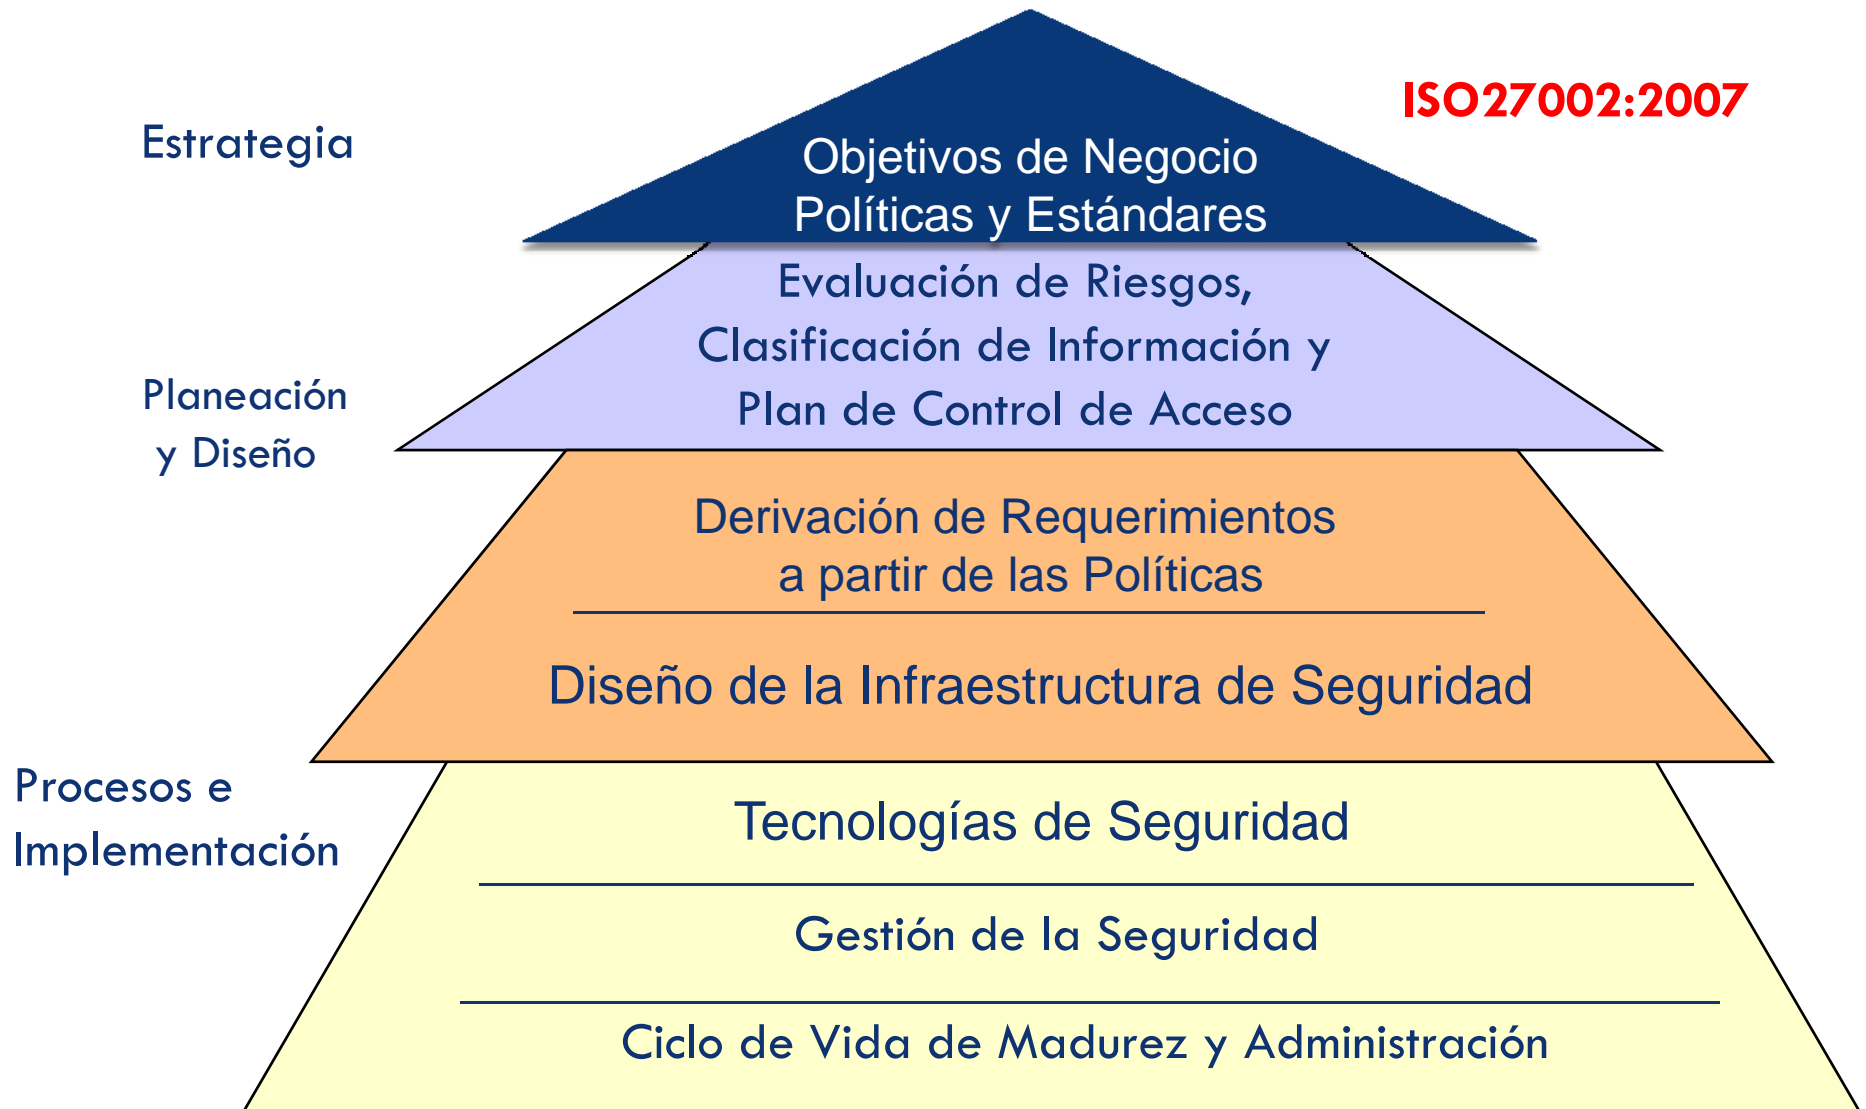 ISO27002:2007
Estrategia
Objetivos de Negocio
Políticas y Estándares
Evaluación de Riesgos,
Clasificación de Información y
Plan de Control de Acceso
Planeación
y Diseño
Derivación de Requerimientos
a partir de las Políticas
Diseño de la Infraestructura de Seguridad
Procesos e
Implementación
Tecnologías de Seguridad
Gestión de la Seguridad
Ciclo de Vida de Madurez y Administración